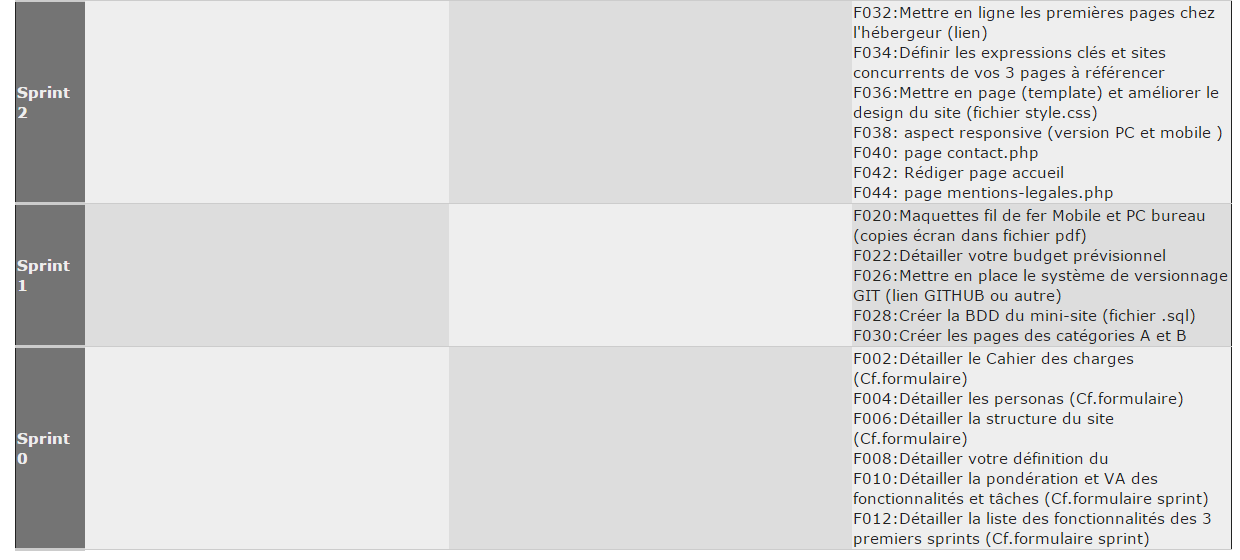 Sprint
2
F032:Mettre en ligne les premières pages chez
l'hébergeur (lien)
F034:Définir les expressions clés et sites
concurrents de vos 3 pages à référencer
F036:Mettre en page (template) et améliorer le
design du site (fichier style.css)
F038: aspect responsive (version PC et mobile )
F040: page contact.php
F042: Rédiger page accueil
F044: page mentions-legales.php
Sprint
1
F020:Maquettes fil de fer Mobile et PC bureau
(copies écran dans fichier pdf)
F022:Détailler votre budget prévisionnel
F026:Mettre en place le système de versionnage
GIT (lien GITHUB ou autre)
F028:Créer la BDD du mini-site (fichier .sql)
F030:Créer les pages des catégories A et B
Sprint
0
F002:Détailler le Cahier des charges
(Cf.formulaire)
F004:Détailler les personas (Cf.formulaire)
F006:Détailler la structure du site
(Cf.formulaire)
F008:Détailler votre définition du
F010:Détailler la pondération et VA des
fonctionnalités et tâches (Cf.formulaire sprint)
F012:Détailler la liste des fonctionnalités des 3
premiers sprints (Cf.formulaire sprint)